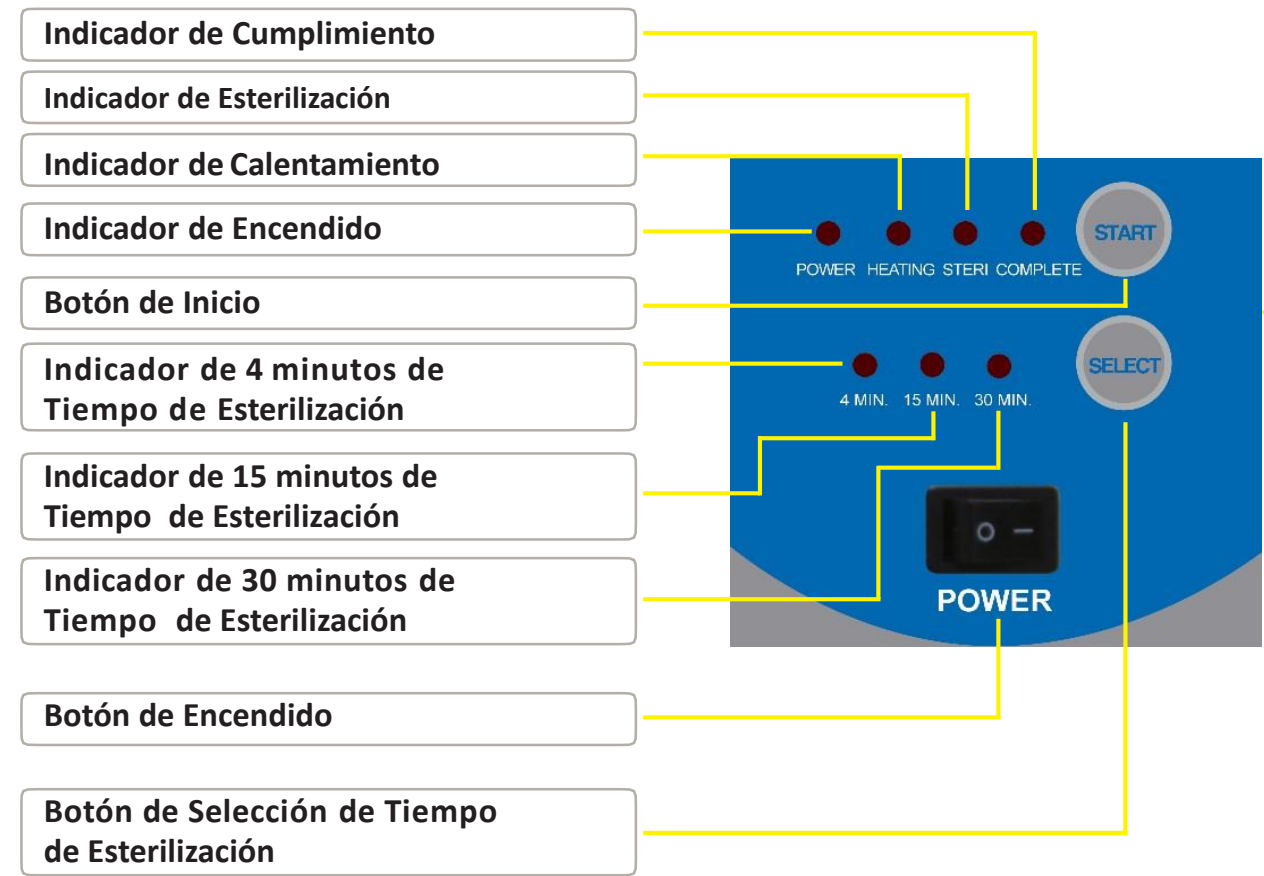 Indicador de Cumplimiento
Indicador de Esterilización
Indicador de Calentamiento
Indicador de Encendido
Botón de Inicio
Indicador de 4 minutos de
Tiempo de Esterilización
Indicador de 15 minutos de
Tiempo de Esterilización
Indicador de 30 minutos de
Tiempo de Esterilización
Botón de Encendido
Botón de Selección de Tiempo
de Esterilización
START
POWER HEATING STERI COMPLETE
SELECT
4 MIN. 15 MIN. 30 MIN.
O –
POWER